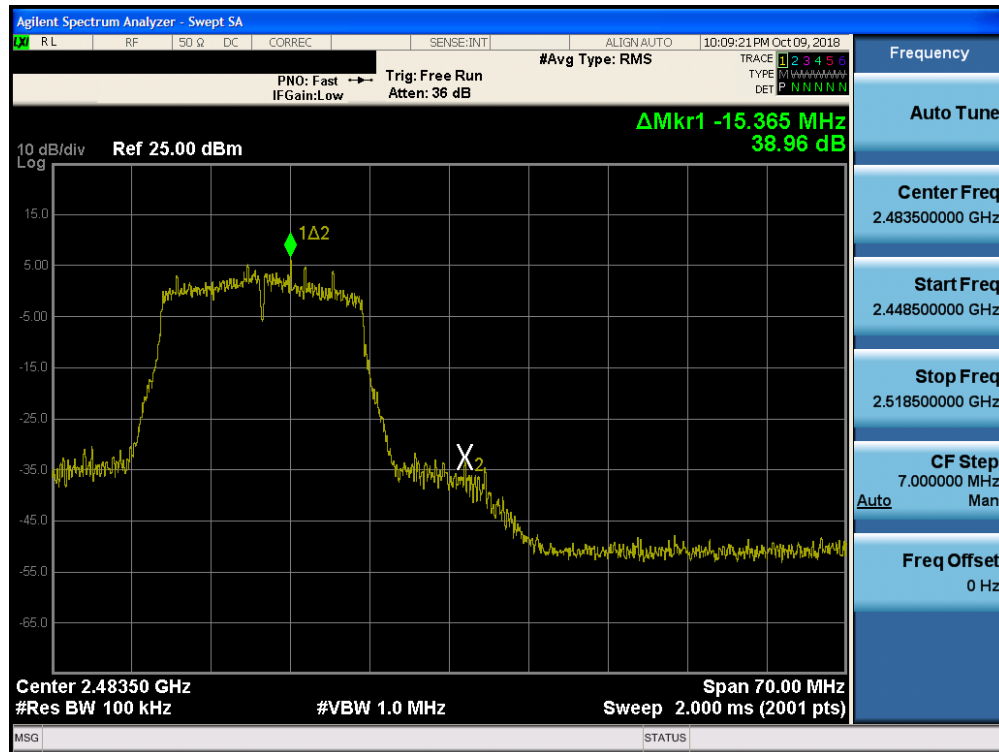 Agilent Spectrum Analyzer - Swept SA
LXI RL RF 50 Ω DC CORREC SENSE:INT ALIGN AUTO 10:09:21 PM Oct 09, 2018
#Avg Type: RMS
TRACE 1 2 3 4 5 6
PNO: Fast
Trig: Free Run
TYPE MWWWWW
IFGain:Low
Atten: 36 dB
DET P N N N N N
ΔMkr1 -15.365 MHz
38.96 dB
10 dB/div Ref 25.00 dBm
Log
15.0
1Δ2
5.00
-5.00
-15.0
-25.0
-35.0
X2
-45.0
-55.0
-65.0
Center 2.48350 GHz
Span 70.00 MHz
#Res BW 100 kHz
#VBW 1.0 MHz
Sweep 2.000 ms (2001 pts)
MSG
STATUS
Frequency
Auto Tune
Center Freq
2.483500000 GHz
Start Freq
2.448500000 GHz
Stop Freq
2.518500000 GHz
CF Step
7.000000 MHz
Auto Man
Freq Offset
0 Hz